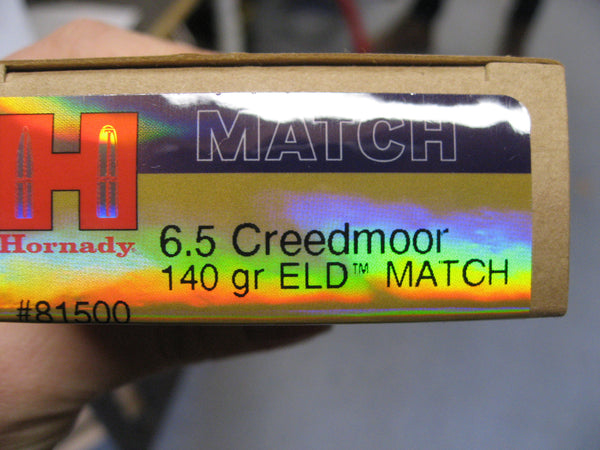 MATCH
H
Hornady
6.5 Creedmoor
140 gr ELD™ MATCH
#81500